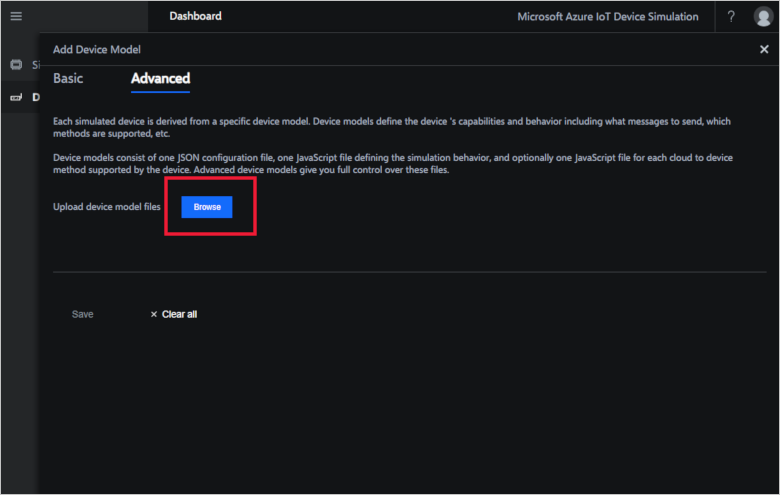 Dashboard
Microsoft Azure IoT Device Simulation
?
Add Device Model
Si
Basic
Advanced
D
Each simulated device is derived from a specific device model. Device models define the device 's capabilities and behavior including what messages to send, which
methods are supported, etc.
Device models consist of one JSON configuration file, one JavaScript file defining the simulation behavior, and optionally one JavaScript file for each cloud to device
method supported by the device. Advanced device models give you full control over these files.
Upload device model files
Browse
Save
Clear all